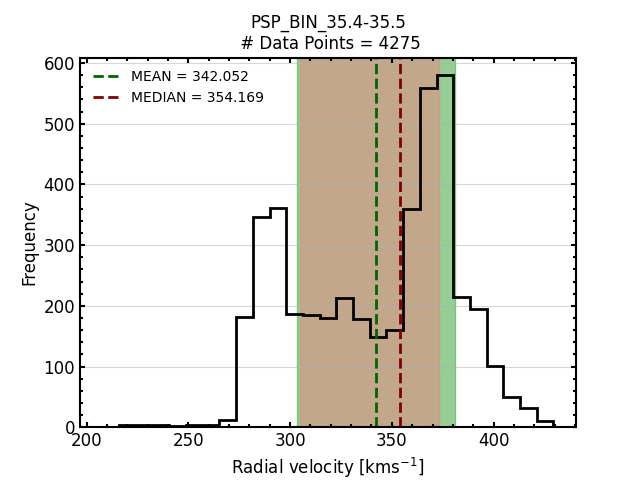 PSP_BIN_35.4-35.5
# Data Points = 4275
MEAN = 342.052
MEDIAN = 354.169
600
500
400
300
200
100
0
Frequency
200 250 300 350 400
Radial velocity [kms⁻¹]